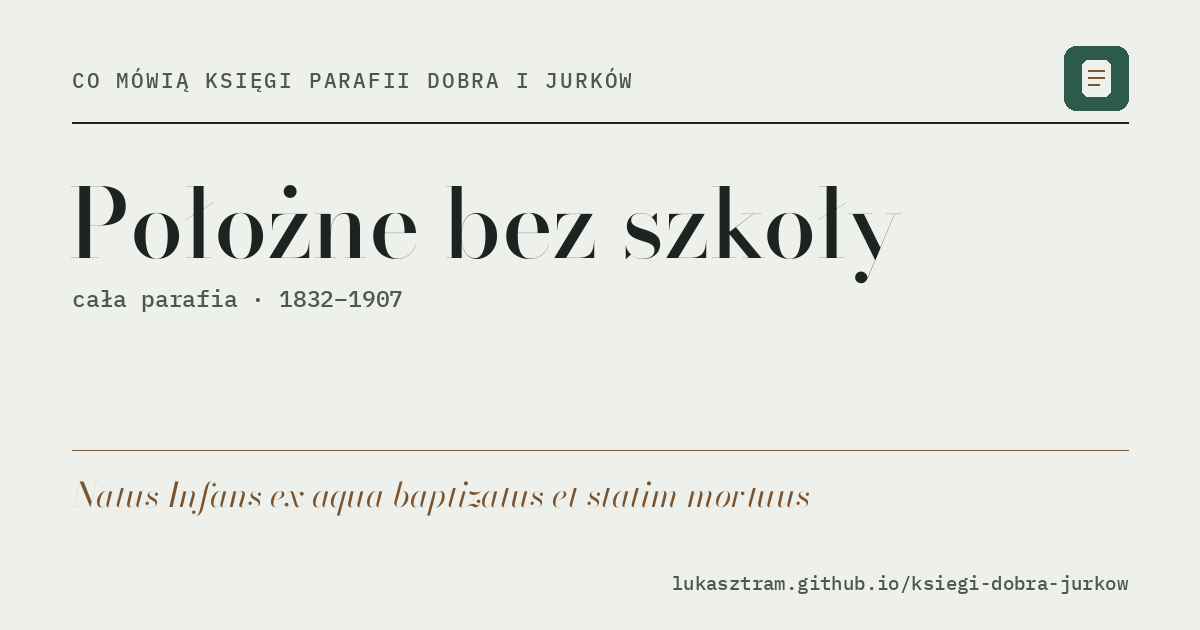 CO MÓWIĄ KSIĘGI PARAFII DOBRA I JURKÓW
Położne bez szkoły
cała parafia · 1832–1907
Natus Infans ex aqua baptizatus et statim mortuus
lukasztram.github.io/ksiegi-dobra-jurkow